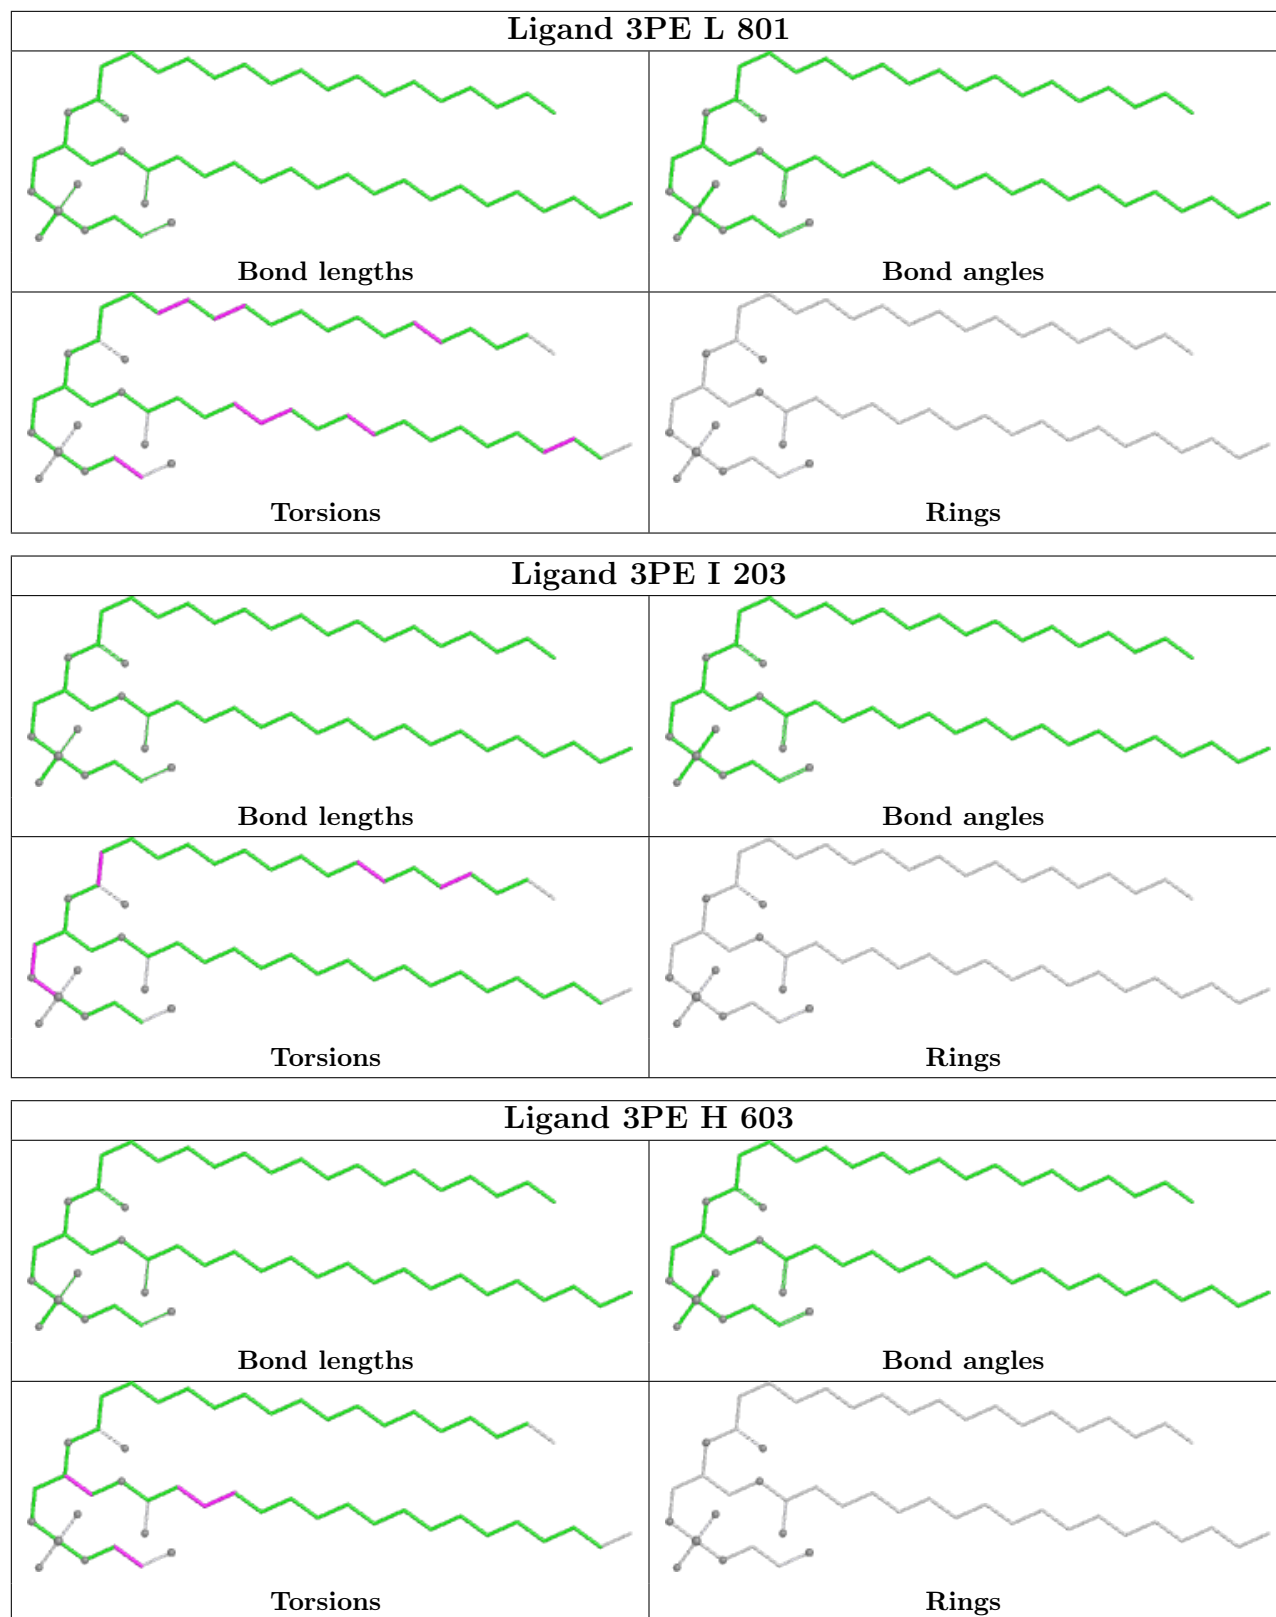 Ligand 3PE L 801
Bond lengths
Bond angles
Torsions
Rings
Ligand 3PE I 203
Bond lengths
Bond angles
Torsions
Rings
Ligand 3PE H 603
Bond lengths
Bond angles
Torsions
Rings